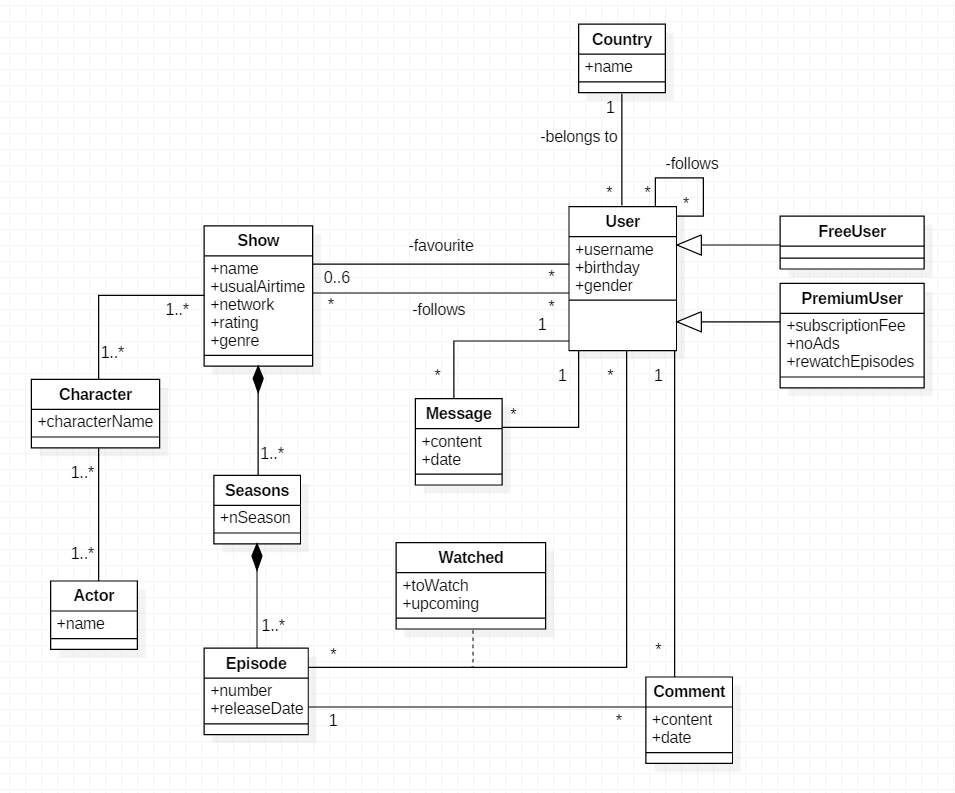 Country
+name
1
-belongs to
-follows
*
*
*
User
+username
+birthday
+gender
FreeUser
PremiumUser
+subscriptionFee
+noAds
+rewatchEpisodes
Show
+name
+usualAirtime
+network
+rating
+genre
-favourite
0..6
*
*
*
-follows
1
1..*
1..*
Character
+characterName
*
1
*
1
Message
+content
+date
*
1..*
Seasons
+nSeason
1..*
1..*
Actor
+name
Watched
+toWatch
+upcoming
1..*
*
*
Episode
+number
+releaseDate
1
*
Comment
+content
+date